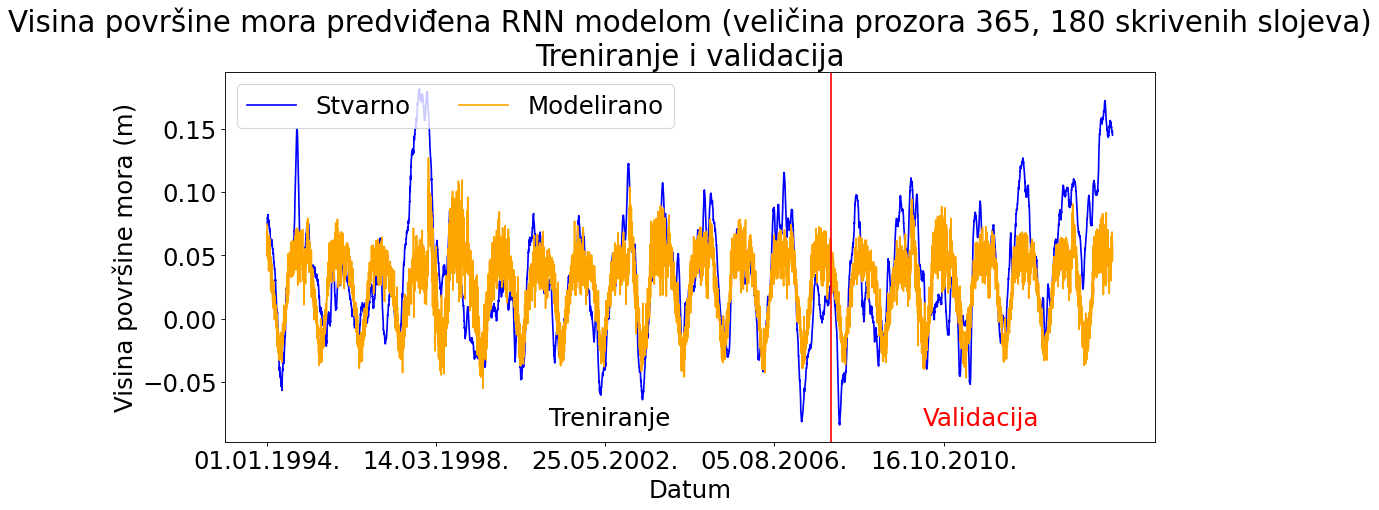 Visina površine mora predviđena RNN modelom (veličina prozora 365, 180 skrivenih slojeva)
Treniranje i validacija
Stvarno Modelirano
Visina površine mora (m)
0.15
0.10
0.05
0.00
−0.05
Treniranje Validacija
01.01.1994. 14.03.1998. 25.05.2002. 05.08.2006. 16.10.2010.
Datum